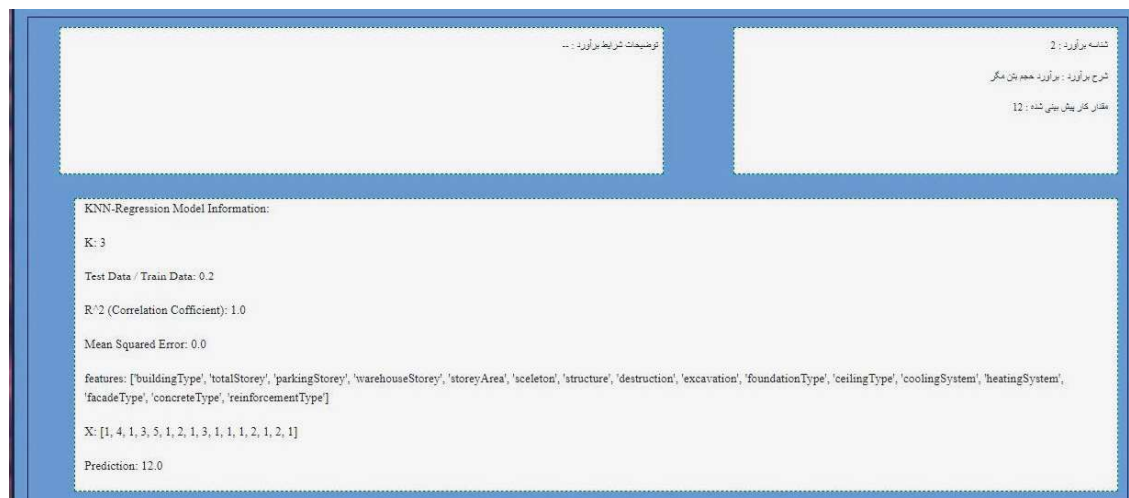 شناسه برآورد : 2
شرح برآورد : برآورد حجم بتن مگر
مقدار کار پیش بینی شده : 12
توضیحات شرایط برآورد : --
KNN-Regression Model Information:
K: 3
Test Data / Train Data: 0.2
R^2 (Correlation Cofficient): 1.0
Mean Squared Error: 0.0
features: ['buildingType', 'totalStorey', 'parkingStorey', 'warehouseStorey', 'storeyArea', 'sceleton', 'structure', 'destruction', 'excavation', 'foundationType', 'ceilingType', 'coolingSystem', 'heatingSystem',
'facadeType', 'concreteType', 'reinforcementType']
X: [1, 4, 1, 3, 5, 1, 2, 1, 3, 1, 1, 1, 2, 1, 2, 1]
Prediction: 12.0